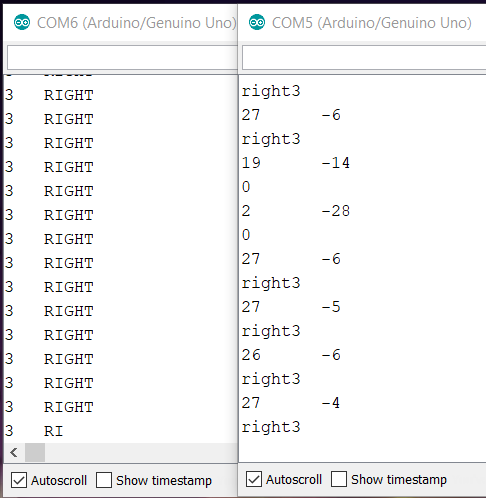 COM6 (Arduino/Genuino Uno)
3 RIGHT
3 RIGHT
3 RIGHT
3 RIGHT
3 RIGHT
3 RIGHT
3 RIGHT
3 RIGHT
3 RIGHT
3 RIGHT
3 RIGHT
3 RIGHT
3 RIGHT
3 RIGHT
3 RI
Autoscroll Show timestamp
COM5 (Arduino/Genuino Uno)
right3
27 -6
right3
19 -14
0
2 -28
0
27 -6
right3
27 -5
right3
26 -6
right3
27 -4
right3
Autoscroll Show timestamp